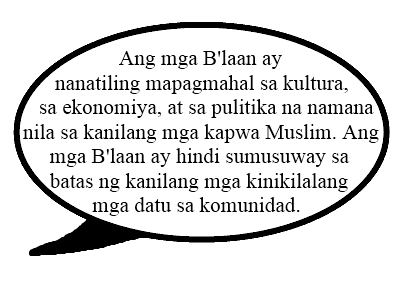 Ang mga B'laan ay
nanatiling mapagmahal sa kultura,
sa ekonomiya, at sa pulitika na namana
nila sa kanilang mga kapwa Muslim. Ang
mga B'laan ay hindi sumusuway sa
batas ng kanilang mga kinikilalang
mga datu sa komunidad.